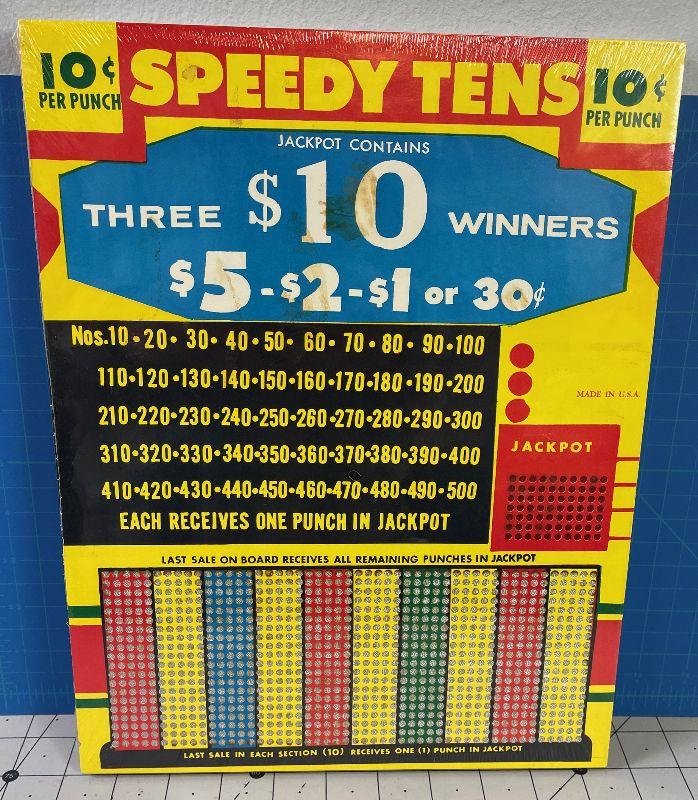 10¢ PER PUNCH
SPEEDY TENS
10¢ PER PUNCH
JACKPOT CONTAINS
THREE $10 WINNERS
$5-$2-$1 or 30¢
Nos.10•20•30•40•50•60•70•80•90•100
110•120•130•140•150•160•170•180•190•200
210•220•230•240•250•260•270•280•290•300
310•320•330•340•350•360•370•380•390•400
410•420•430•440•450•460•470•480•490•500
EACH RECEIVES ONE PUNCH IN JACKPOT
MADE IN U.S.A.
JACKPOT
LAST SALE ON BOARD RECEIVES ALL REMAINING PUNCHES IN JACKPOT
LAST SALE IN EACH SECTION (10) RECEIVES ONE (1) PUNCH IN JACKPOT
75